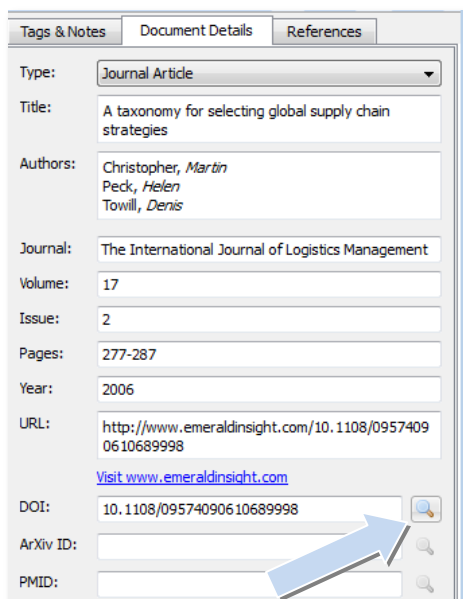 Tags & Notes Document Details References
Type: Journal Article
Title: A taxonomy for selecting global supply chain
strategies
Authors: Christopher, Martin
Peck, Helen
Towill, Denis
Journal: The International Journal of Logistics Management
Volume: 17
Issue: 2
Pages: 277-287
Year: 2006
URL: http://www.emeraldinsight.com/10.1108/0957409
0610689998
Visit www.emeraldinsight.com
DOI: 10.1108/09574090610689998
ArXiv ID:
PMID: